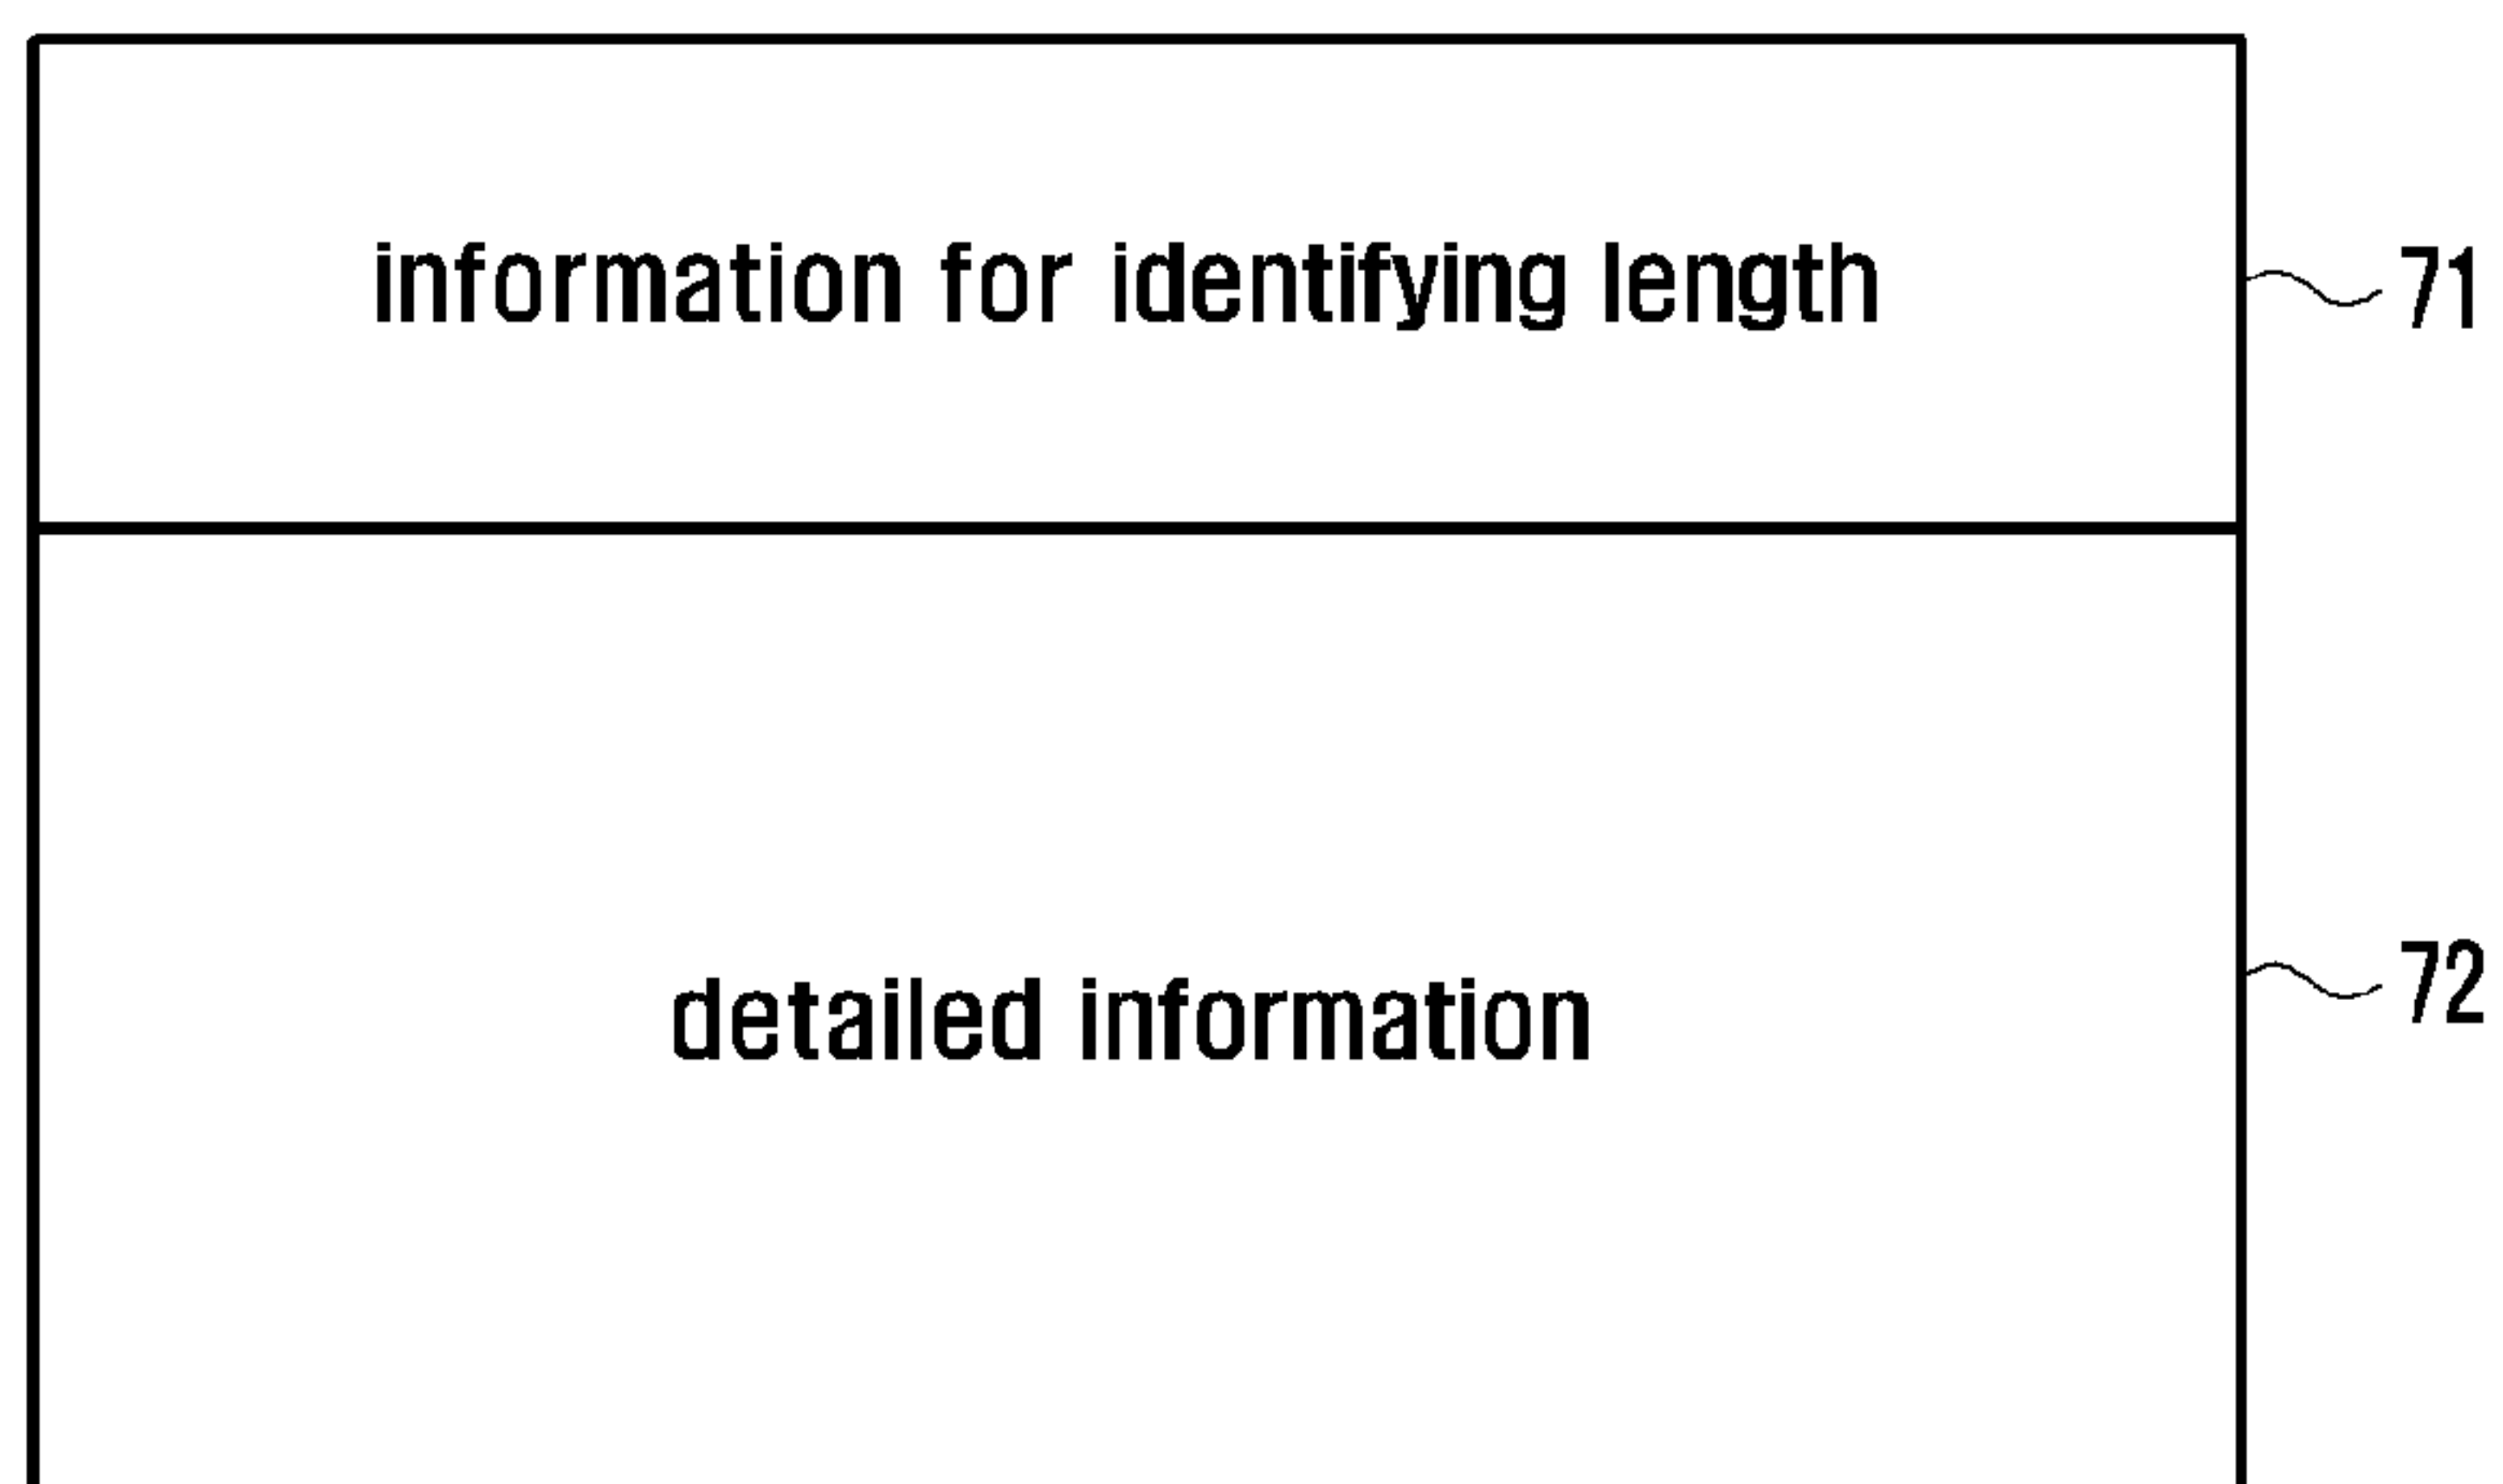 information for identifying length
71
detailed information
72